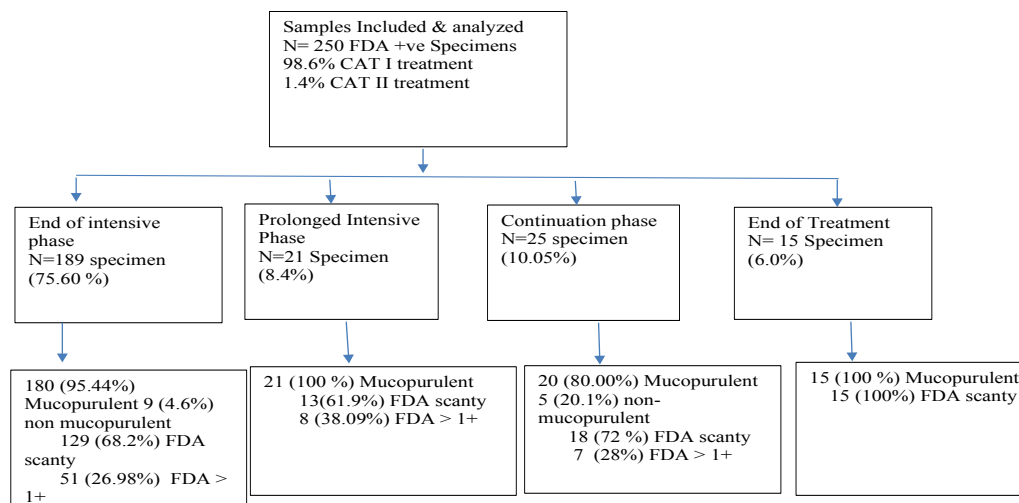 Samples Included & analyzed
N= 250 FDA +ve Specimens
98.6% CAT I treatment
1.4% CAT II treatment
End of intensive
phase
N=189 specimen
(75.60 %)
Prolonged Intensive
Phase
N=21 Specimen
(8.4%)
Continuation phase
N=25 specimen
(10.05%)
End of Treatment
N= 15 Specimen
(6.0%)
180 (95.44%)
Mucopurulent 9 (4.6%)
non mucopurulent
129 (68.2%) FDA
scanty
51 (26.98%) FDA >
1+
21 (100 %) Mucopurulent
13(61.9%) FDA scanty
8 (38.09%) FDA > 1+
20 (80.00%) Mucopurulent
5 (20.1%) non-
mucopurulent
18 (72 %) FDA scanty
7 (28%) FDA > 1+
15 (100 %) Mucopurulent
15 (100%) FDA scanty